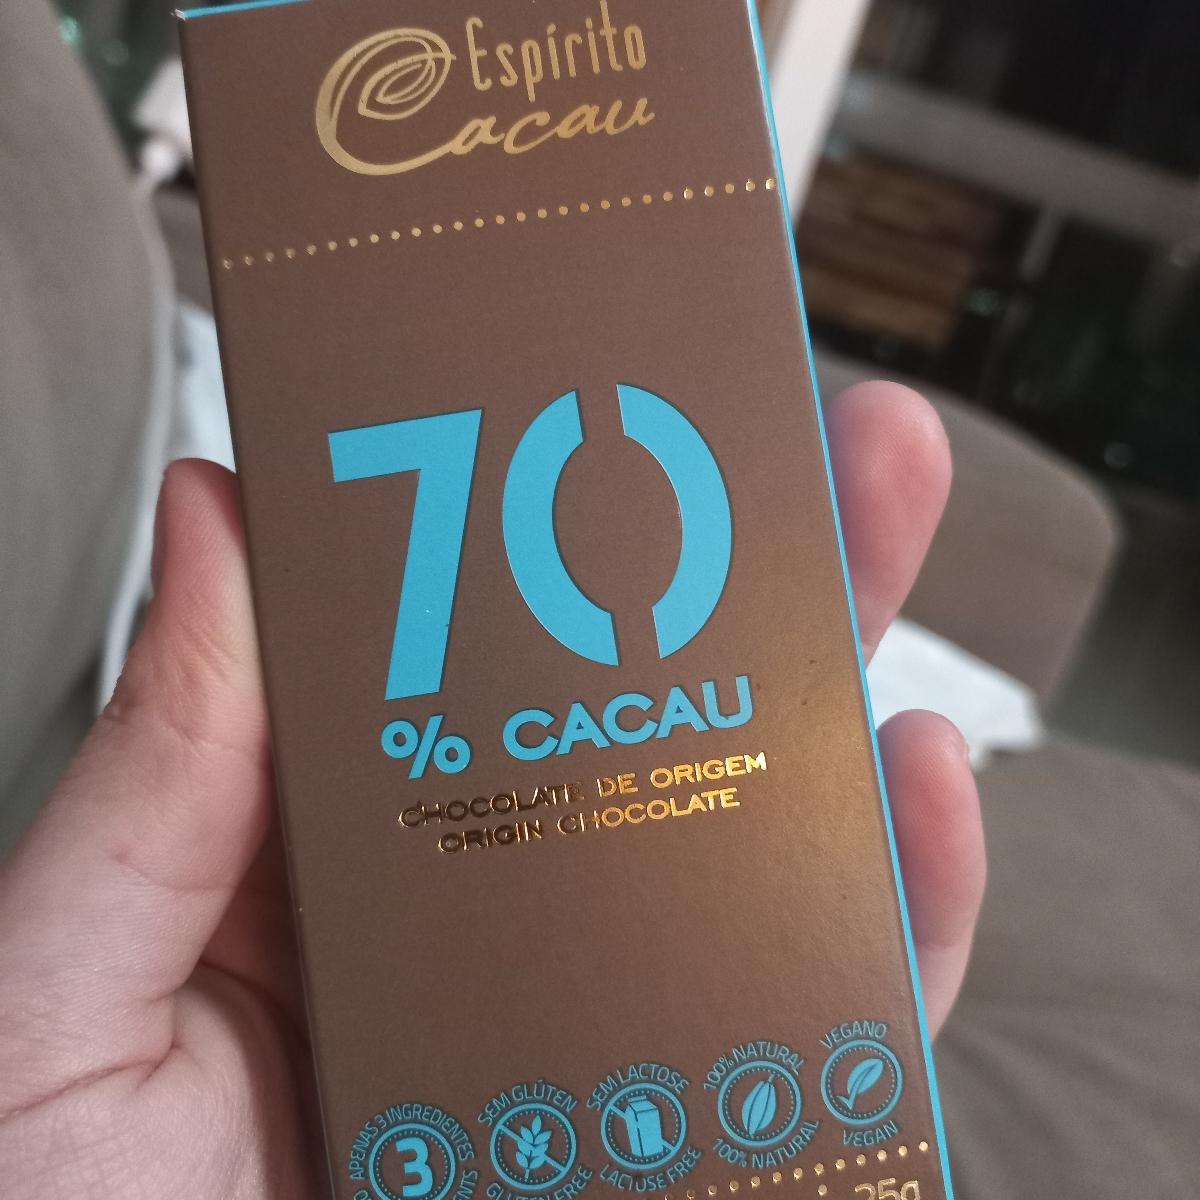 Espírito
Cacau
70
% CACAU
CHOCOLATE DE ORIGEM
ORIGIN CHOCOLATE
APENAS 3 INGREDIENTES
3
SEM GLÚTEN
GLUTEN FREE
SEM LACTOSE
LACTOSE FREE
100% NATURAL
100% NATURAL
VEGANO
VEGAN
25g